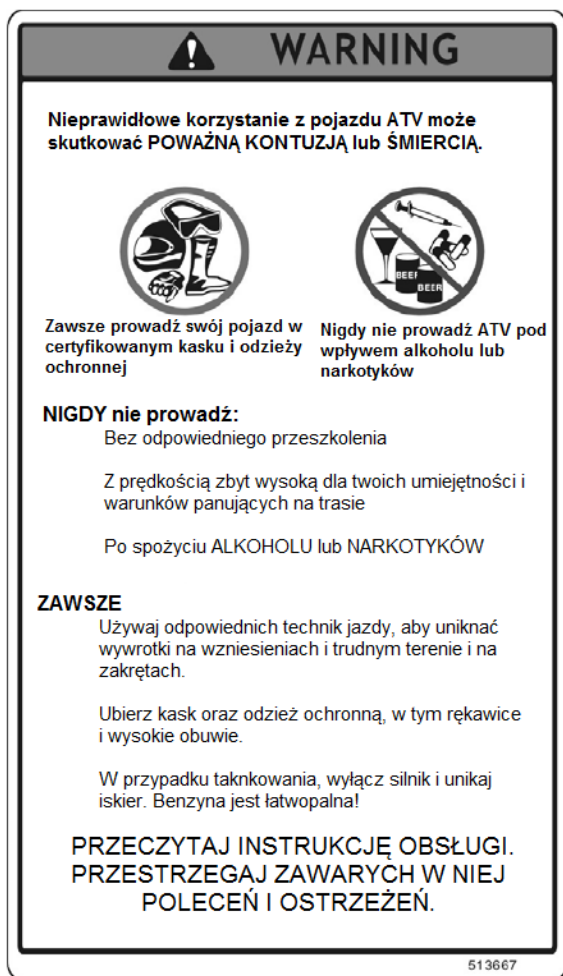 WARNING
Nieprawidłowe korzystanie z pojazdu ATV może
skutkować POWAŻNĄ KONTUZJĄ lub ŚMIERCIĄ.
BEER
BEER
Zawsze prowadź swój pojazd w
certyfikowanym kasku i odzieży
ochronnej
Nigdy nie prowadź ATV pod
wpływem alkoholu lub
narkotyków
NIGDY nie prowadź:
Bez odpowiedniego przeszkolenia
Z prędkością zbyt wysoką dla twoich umiejętności i
warunków panujących na trasie
Po spożyciu ALKOHOLU lub NARKOTYKÓW
ZAWSZE
Używaj odpowiednich technik jazdy, aby uniknać
wywrotki na wzniesieniach i trudnym terenie i na
zakrętach.
Ubierz kask oraz odzież ochronną, w tym rękawice
i wysokie obuwie.
W przypadku taknkowania, wyłącz silnik i unikaj
iskier. Benzyna jest łatwopalna!
PRZECZYTAJ INSTRUKCJĘ OBSŁUGI.
PRZESTRZEGAJ ZAWARYCH W NIEJ
POLECEŃ I OSTRZEŻEŃ.
513667